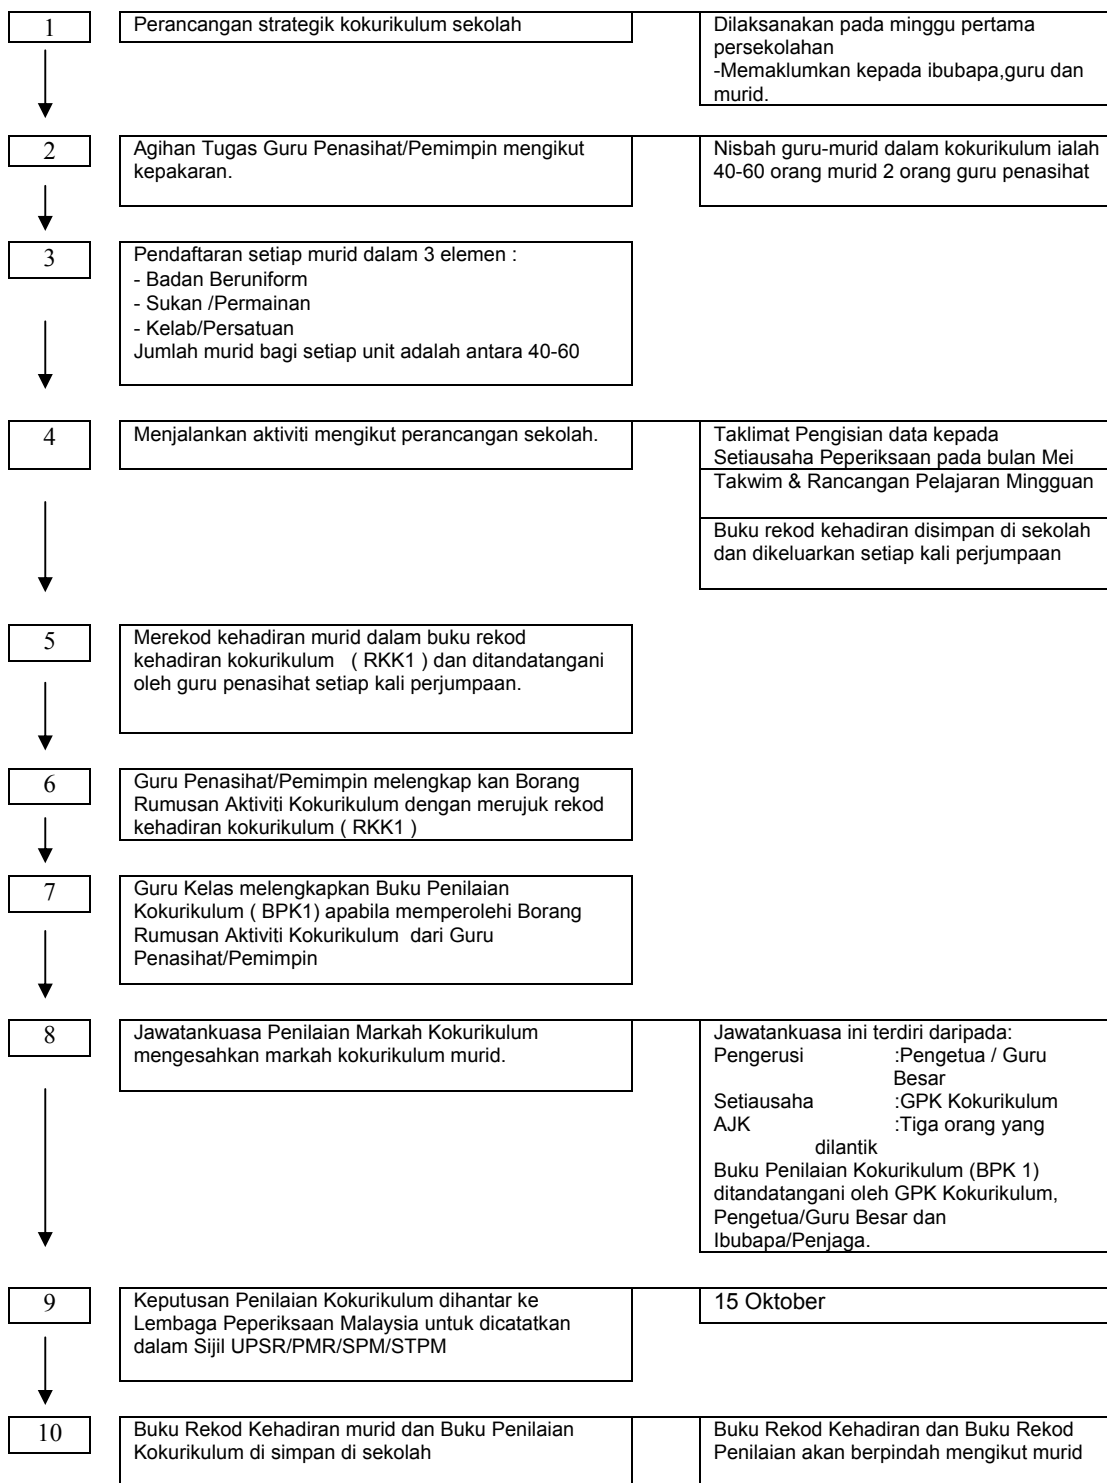 1
Perancangan strategik kokurikulum sekolah
Dilaksanakan pada minggu pertama
persekolahan
-Memaklumkan kepada ibubapa,guru dan
murid.
2
Agihan Tugas Guru Penasihat/Pemimpin mengikut
kepakaran.
Nisbah guru-murid dalam kokurikulum ialah
40-60 orang murid 2 orang guru penasihat
3
Pendaftaran setiap murid dalam 3 elemen :
- Badan Beruniform
- Sukan /Permainan
- Kelab/Persatuan
Jumlah murid bagi setiap unit adalah antara 40-60
4
Menjalankan aktiviti mengikut perancangan sekolah.
Taklimat Pengisian data kepada
Setiausaha Peperiksaan pada bulan Mei
Takwim & Rancangan Pelajaran Mingguan
Buku rekod kehadiran disimpan di sekolah
dan dikeluarkan setiap kali perjumpaan
5
Merekod kehadiran murid dalam buku rekod
kehadiran kokurikulum ( RKK1 ) dan ditandatangani
oleh guru penasihat setiap kali perjumpaan.
6
Guru Penasihat/Pemimpin melengkap kan Borang
Rumusan Aktiviti Kokurikulum dengan merujuk rekod
kehadiran kokurikulum ( RKK1 )
7
Guru Kelas melengkapkan Buku Penilaian
Kokurikulum ( BPK1) apabila memperolehi Borang
Rumusan Aktiviti Kokurikulum dari Guru
Penasihat/Pemimpin
8
Jawatankuasa Penilaian Markah Kokurikulum
mengesahkan markah kokurikulum murid.
Jawatankuasa ini terdiri daripada:
Pengerusi :Pengetua / Guru
Besar
Setiausaha :GPK Kokurikulum
AJK :Tiga orang yang
dilantik
Buku Penilaian Kokurikulum (BPK 1)
ditandatangani oleh GPK Kokurikulum,
Pengetua/Guru Besar dan
Ibubapa/Penjaga.
9
Keputusan Penilaian Kokurikulum dihantar ke
Lembaga Peperiksaan Malaysia untuk dicatatkan
dalam Sijil UPSR/PMR/SPM/STPM
15 Oktober
10
Buku Rekod Kehadiran murid dan Buku Penilaian
Kokurikulum di simpan di sekolah
Buku Rekod Kehadiran dan Buku Rekod
Penilaian akan berpindah mengikut murid